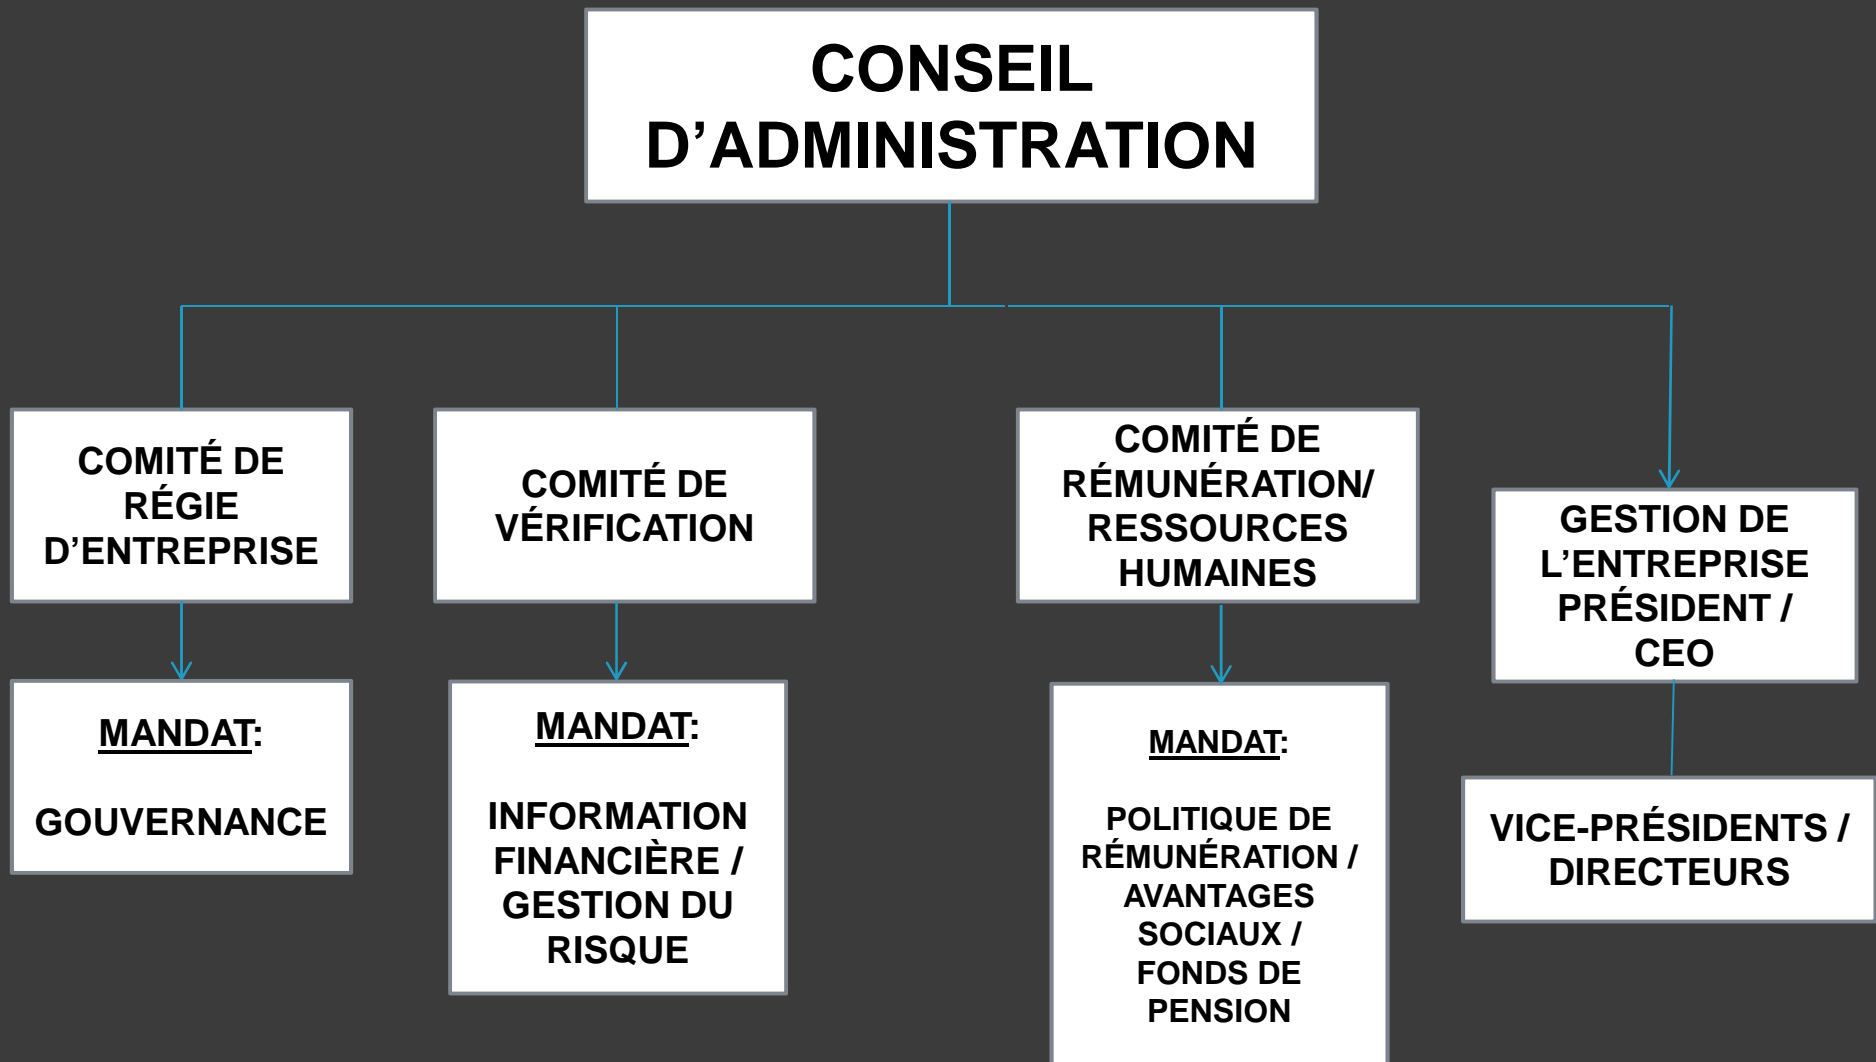 CONSEIL
D’ADMINISTRATION
COMITÉ DE
RÉGIE
D’ENTREPRISE
COMITÉ DE
VÉRIFICATION
COMITÉ DE
RÉMUNÉRATION/
RESSOURCES
HUMAINES
GESTION DE
L’ENTREPRISE
PRÉSIDENT /
CEO
MANDAT:
GOUVERNANCE
MANDAT:
INFORMATION
FINANCIÈRE /
GESTION DU
RISQUE
MANDAT:
POLITIQUE DE
RÉMUNÉRATION /
AVANTAGES
SOCIAUX /
FONDS DE
PENSION
VICE-PRÉSIDENTS /
DIRECTEURS